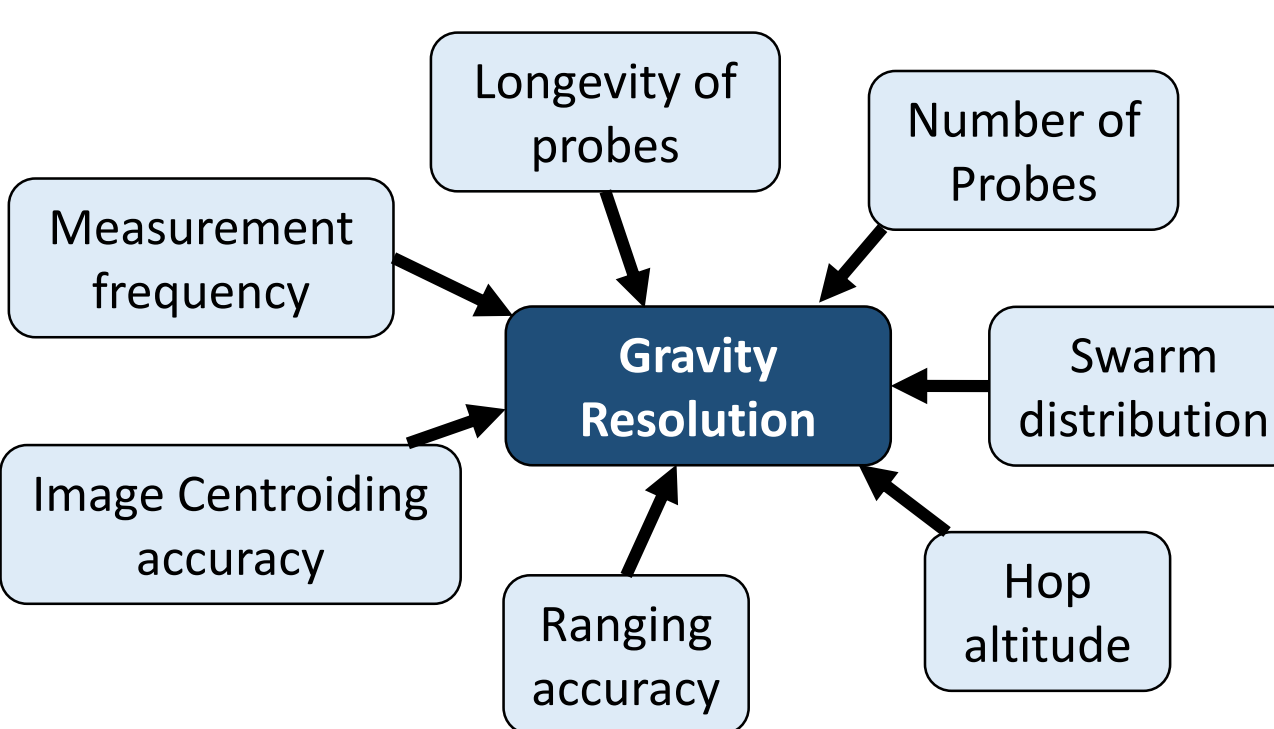 Longevity of
probes
Number of
Probes
Measurement
frequency
Gravity
Resolution
Swarm
distribution
Image Centroiding
accuracy
Ranging
accuracy
Hop
altitude